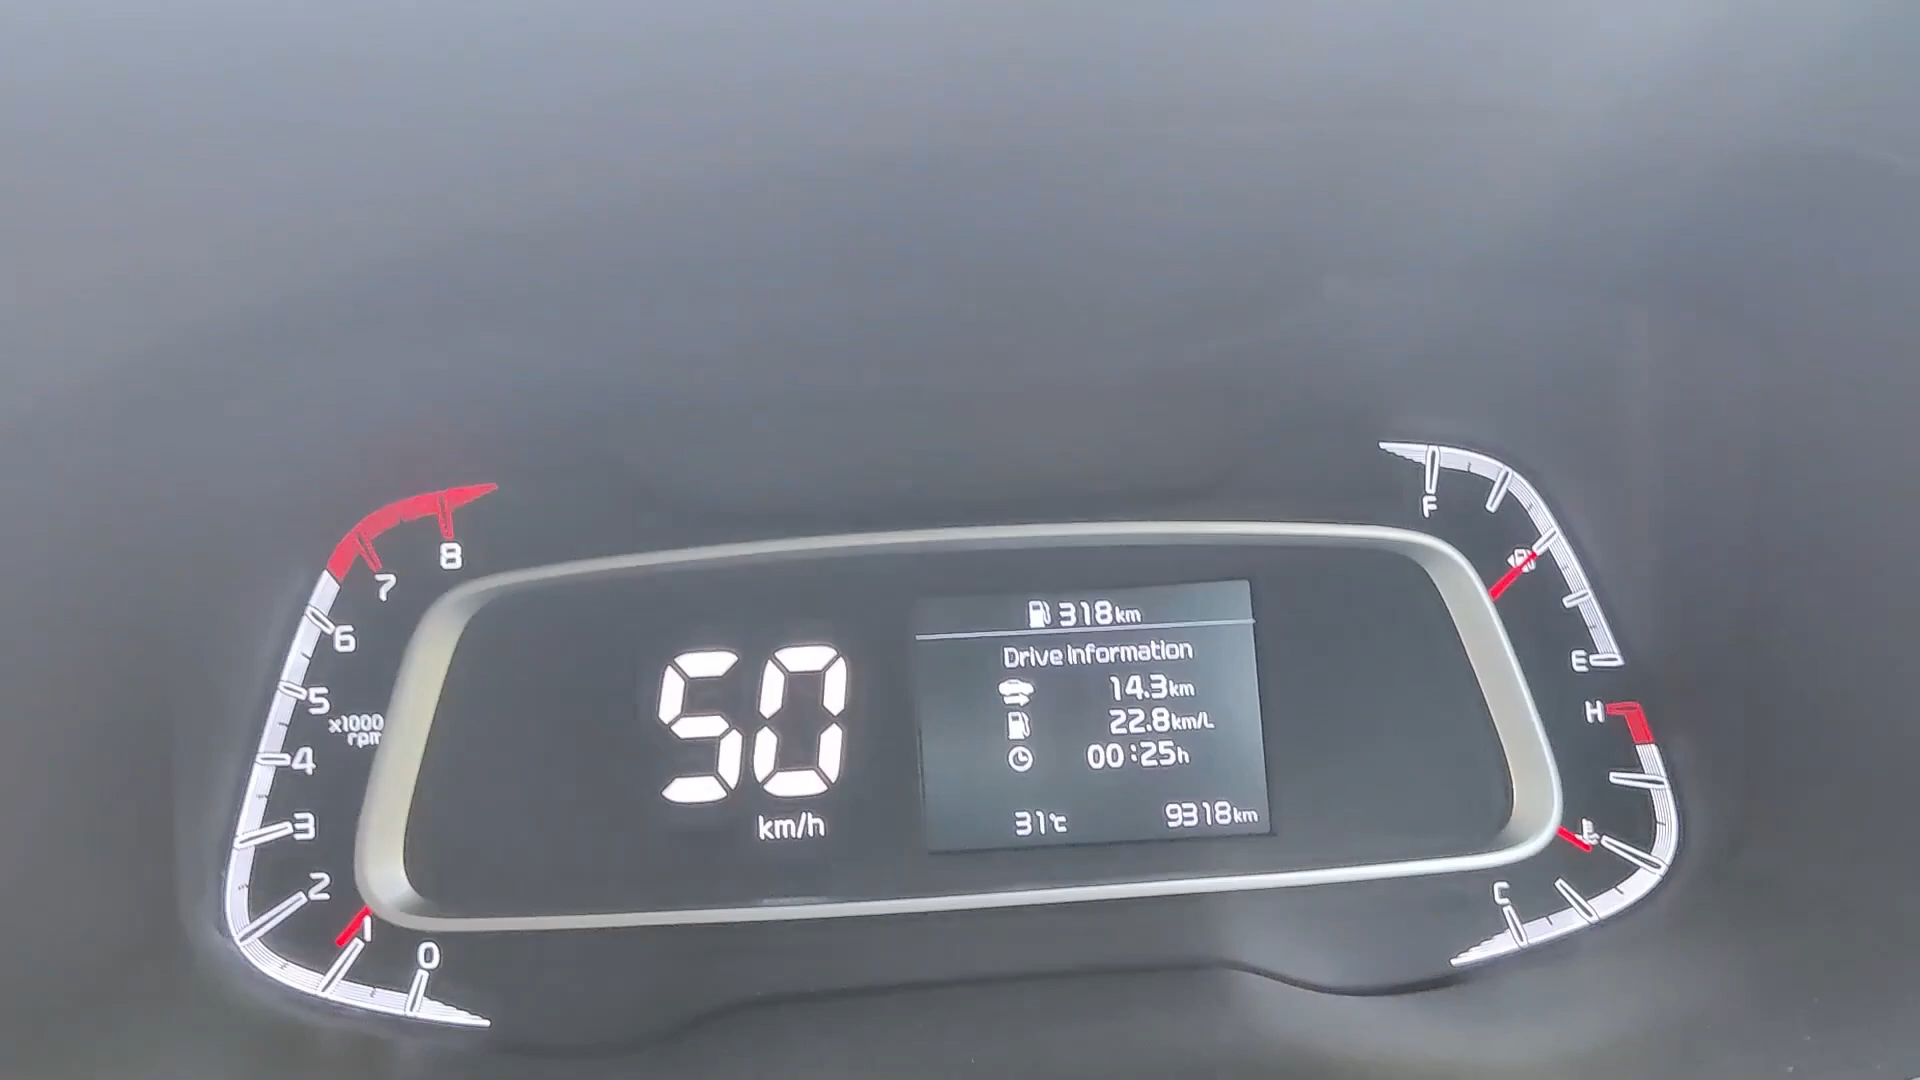 8
7
6
5
x1000
rpm
4
3
2
1
0
50
km/h
318km
Drive Information
14.3km
22.8km/L
00:25h
31℃
9318km
F
E
H
C